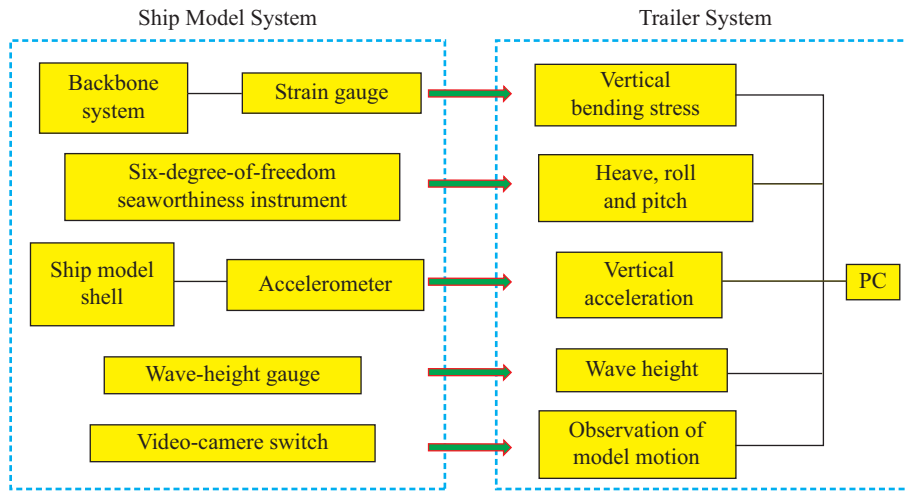 Ship Model System
Trailer System
Backbone
system
Strain gauge
Vertical
bending stress
Six-degree-of-freedom
seaworthiness instrument
Heave, roll
and pitch
Ship model
shell
Accelerometer
Vertical
acceleration
PC
Wave-height gauge
Wave height
Video-camere switch
Observation of
model motion